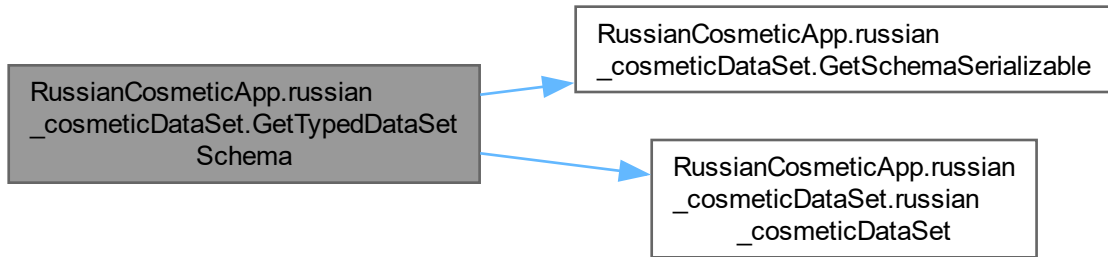 RussianCosmeticApp.russian
_cosmeticDataSet.GetTypedDataSet
Schema
RussianCosmeticApp.russian
_cosmeticDataSet.GetSchemaSerializable
RussianCosmeticApp.russian
_cosmeticDataSet.russian
_cosmeticDataSet